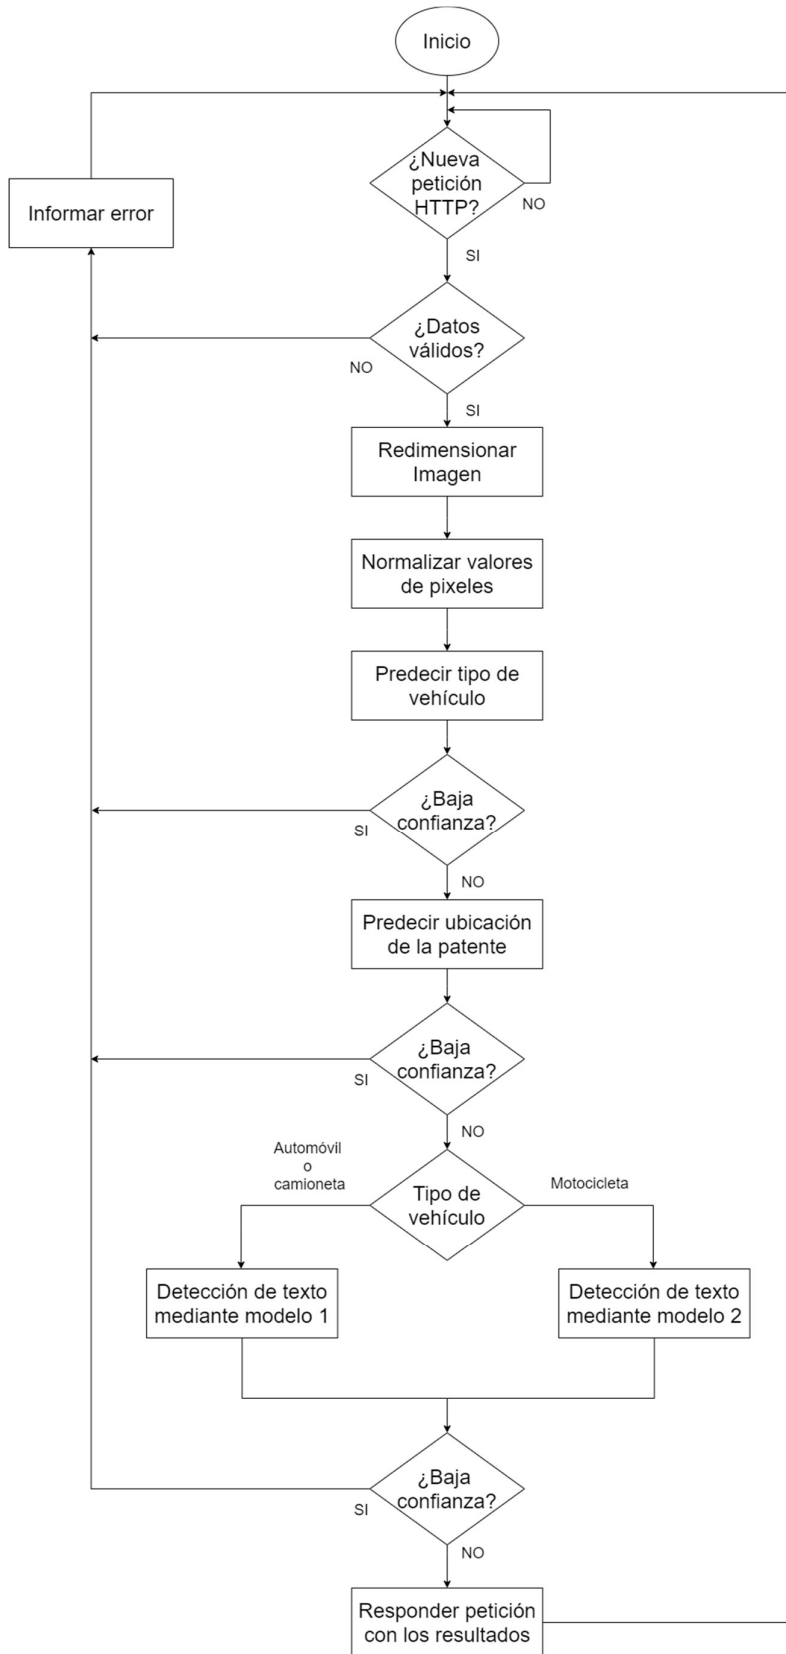 Inicio
¿Nueva
petición
HTTP?
NO
Informar error
SI
¿Datos
válidos?
NO
SI
Redimensionar
Imagen
Normalizar valores
de pixeles
Predecir tipo de
vehículo
¿Baja
confianza?
SI
NO
Predecir ubicación
de la patente
¿Baja
confianza?
SI
NO
Automóvil
o
camioneta
Tipo de
vehículo
Motocicleta
Detección de texto
mediante modelo 1
Detección de texto
mediante modelo 2
¿Baja
confianza?
SI
NO
Responder petición
con los resultados